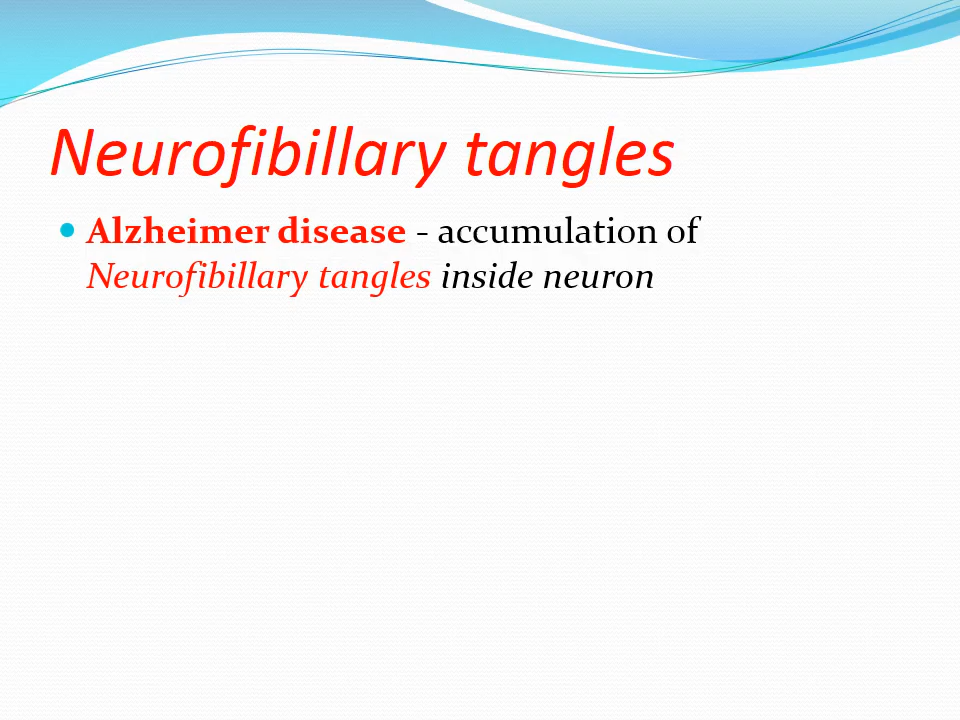 Neurofibillary tangles
Alzheimer disease - accumulation of
Neurofibillary tangles inside neuron